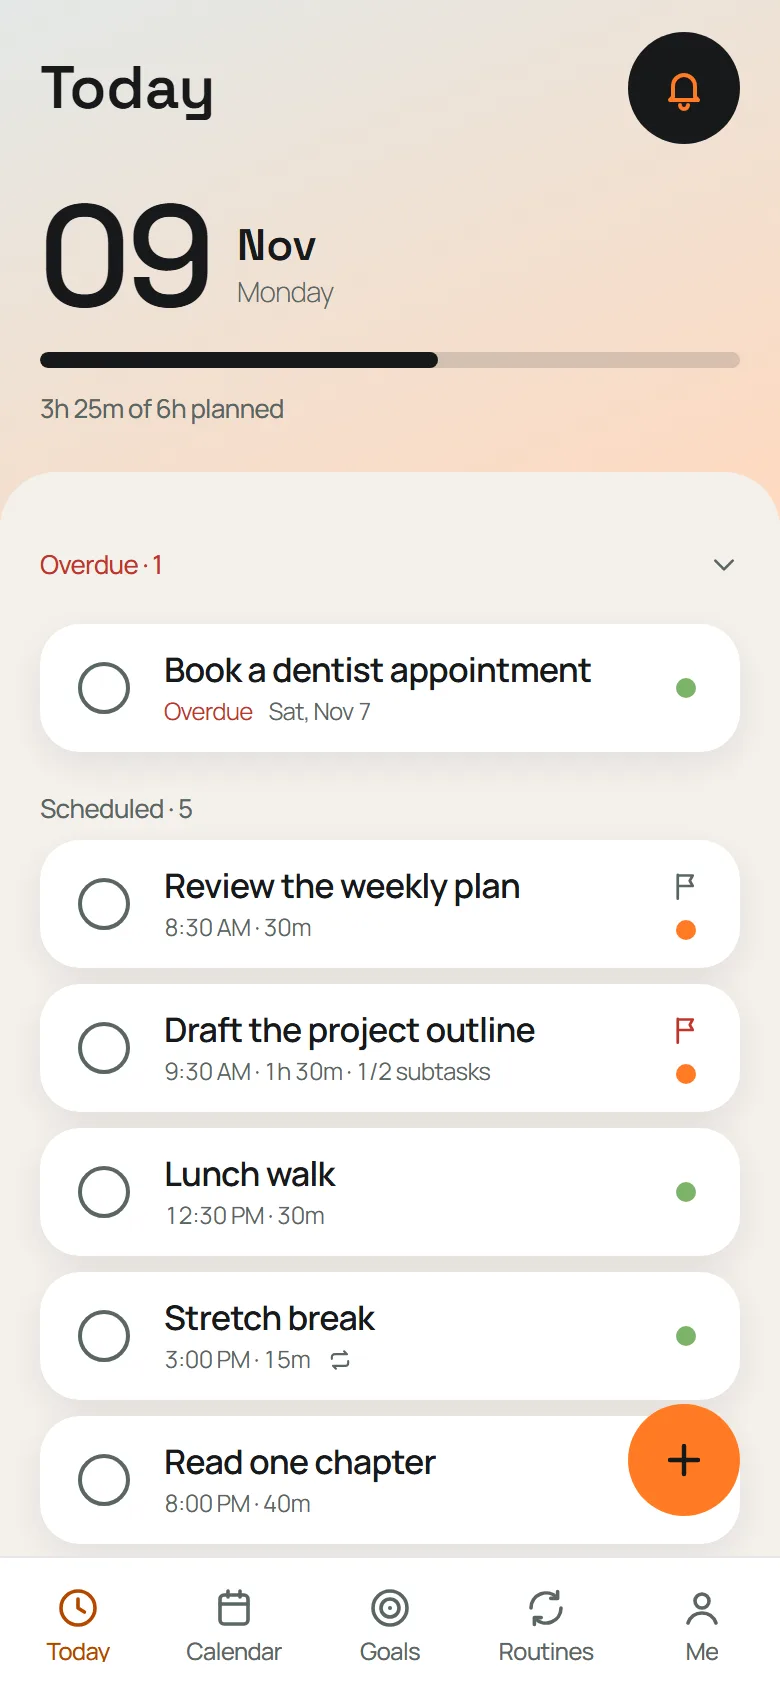 Today
09
Nov
Monday
3h 25m of 6h planned
Overdue · 1
Book a dentist appointment
Overdue Sat, Nov 7
Scheduled · 5
Review the weekly plan
8:30 AM · 30m
Draft the project outline
9:30 AM · 1h 30m · 1/2 subtasks
Lunch walk
12:30 PM · 30m
Stretch break
3:00 PM · 15m
Read one chapter
8:00 PM · 40m
Today Calendar Goals Routines Me